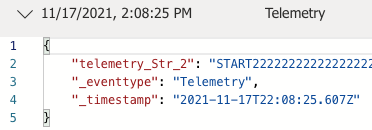 11/17/2021, 2:08:25 PM Telemetry
1 {
2 "telemetry_Str_2": "START2222222222222222222
3 "_eventtype": "Telemetry",
4 "_timestamp": "2021-11-17T22:08:25.607Z"
5 }